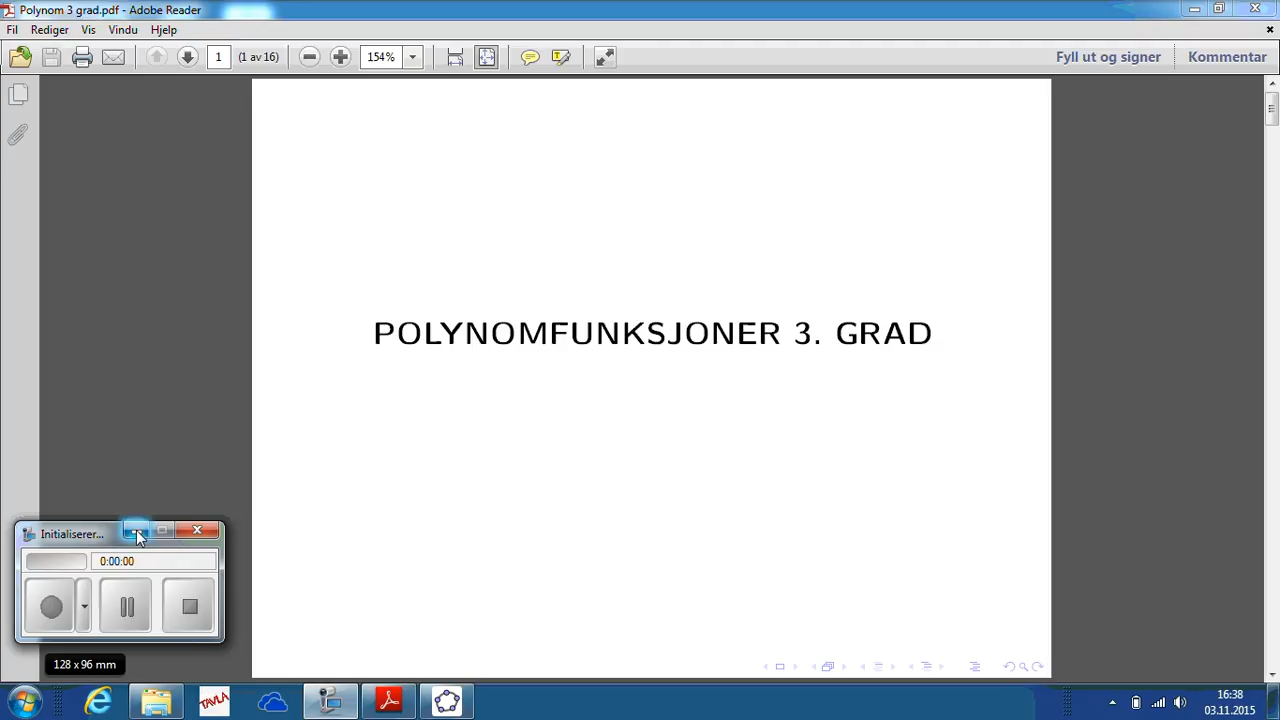 Polynom 3 grad.pdf - Adobe Reader
Fil Rediger Vis Vindu Hjelp
1 (1 av 16) 154% Fyll ut og signer Kommentar
POLYNOMFUNKSJONER 3. GRAD
Initialiserer...
0:00:00
128 x 96 mm
TAVLA
16:38
03.11.2015